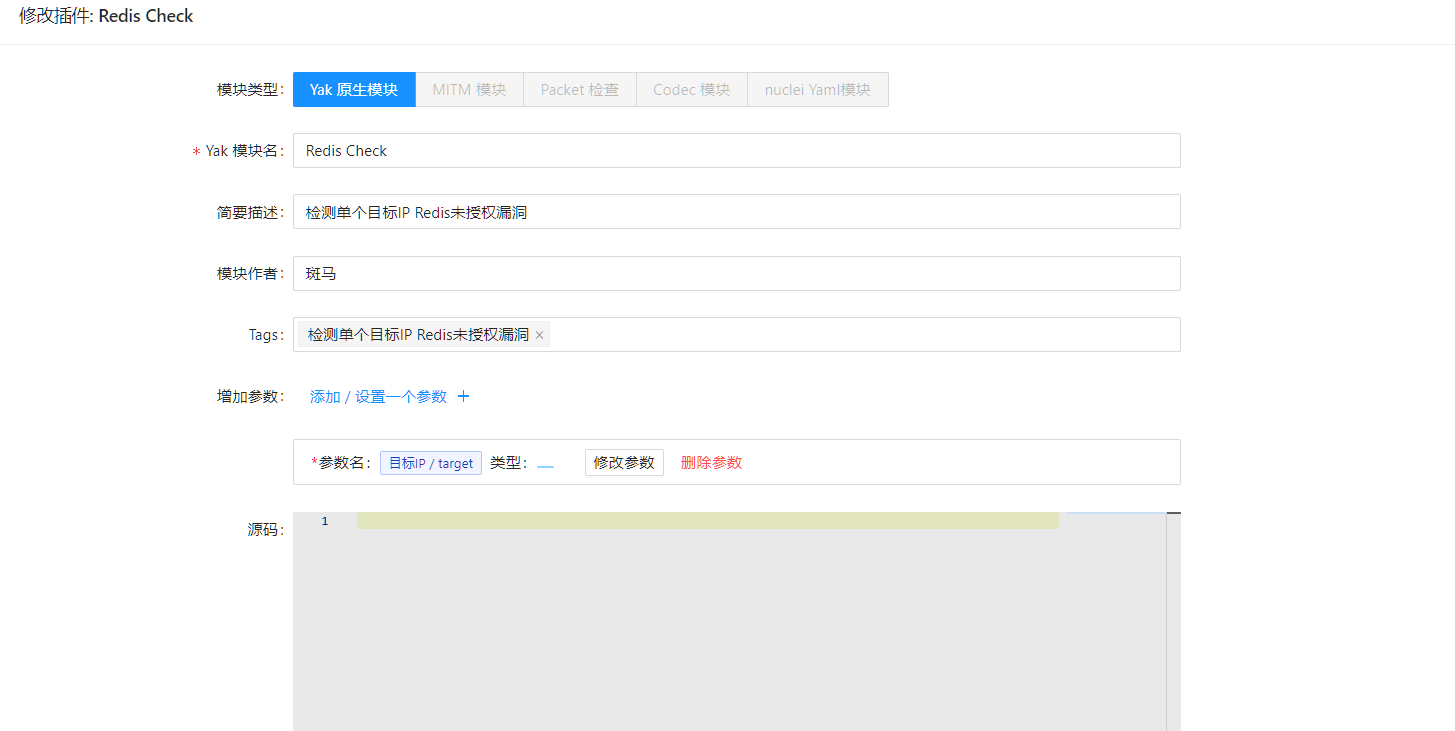 修改插件: Redis Check
模块类型: Yak 原生模块 MITM 模块 Packet 检查 Codec 模块 nuclei Yaml模块
* Yak 模块名: Redis Check
简要描述: 检测单个目标IP Redis未授权漏洞
模块作者: 斑马
Tags: 检测单个目标IP Redis未授权漏洞 ×
增加参数: 添加 / 设置一个参数 +
*参数名: 目标IP / target 类型: 修改参数 删除参数
源码: 1